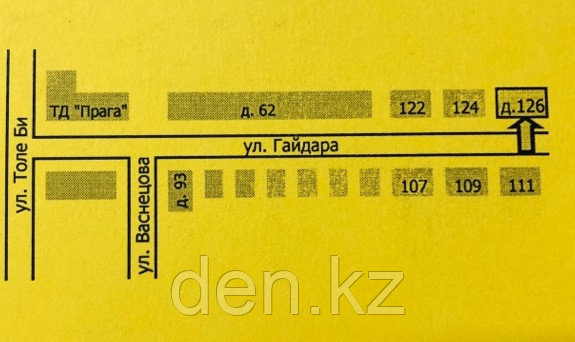 ТД "Прага"
д. 62
122
124
д.126
ул. Толе Би
ул. Гайдара
ул. Васнецова
д. 93
107
109
111
den.kz